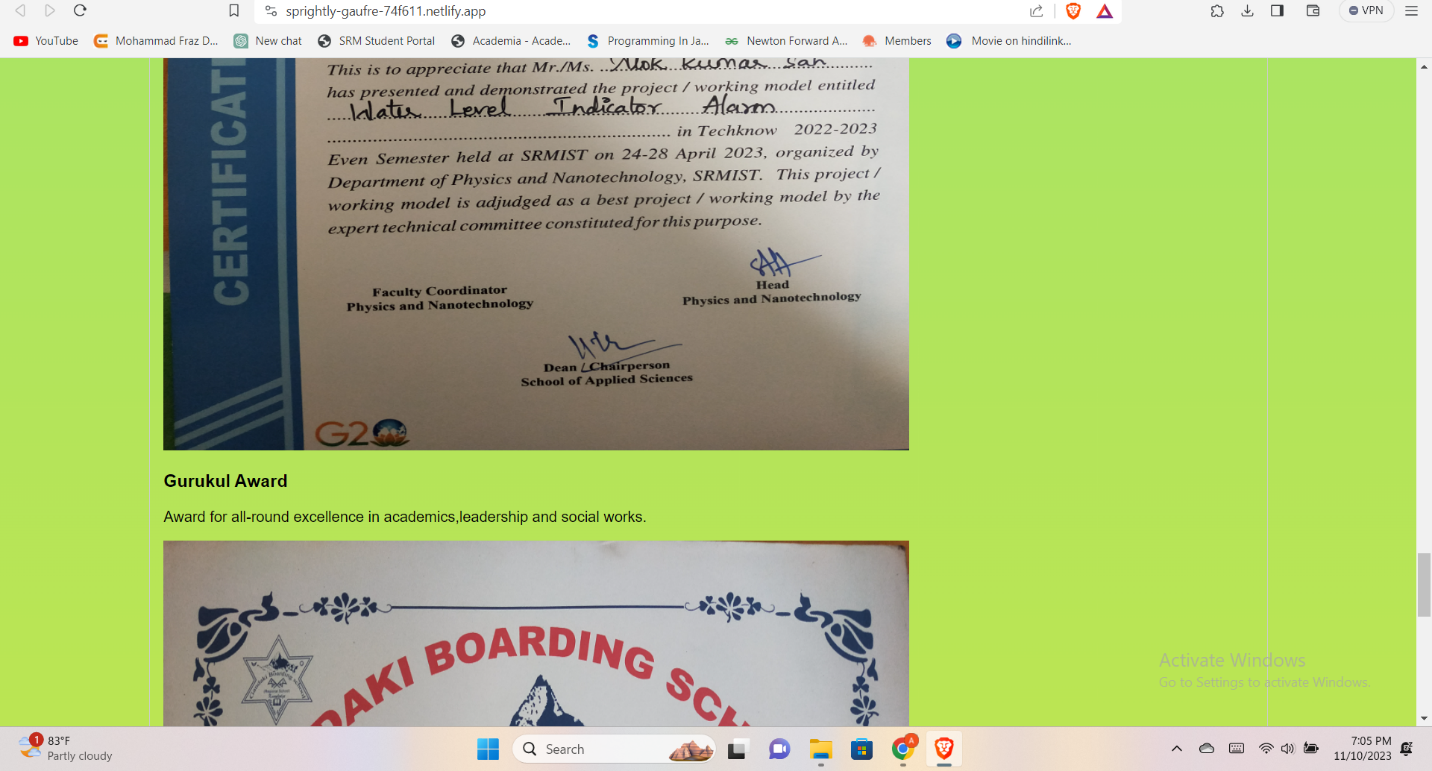 sprightly-gaufre-74f611.netlify.app
VPN
YouTube
Mohammad Fraz D...
New chat
SRM Student Portal
Academia - Acade...
Programming In Ja...
Newton Forward A...
Members
Movie on hindilink...
CERTIFICAT
This is to appreciate that Mr./Ms. Alok Kumar Sah
has presented and demonstrated the project / working model entitled
Water Level Indicator Alarm
in Techknow 2022-2023
Even Semester held at SRMIST on 24-28 April 2023, organized by
Department of Physics and Nanotechnology, SRMIST. This project /
working model is adjudged as a best project / working model by the
expert technical committee constituted for this purpose.
Faculty Coordinator
Physics and Nanotechnology
Head
Physics and Nanotechnology
Dean Chairperson
School of Applied Sciences
G20
Gurukul Award
Award for all-round excellence in academics,leadership and social works.
DAKI BOARDING SCH
Activate Windows
Go to Settings to activate Windows.
1
83°F
Partly cloudy
Search
A
7:05 PM
11/10/2023